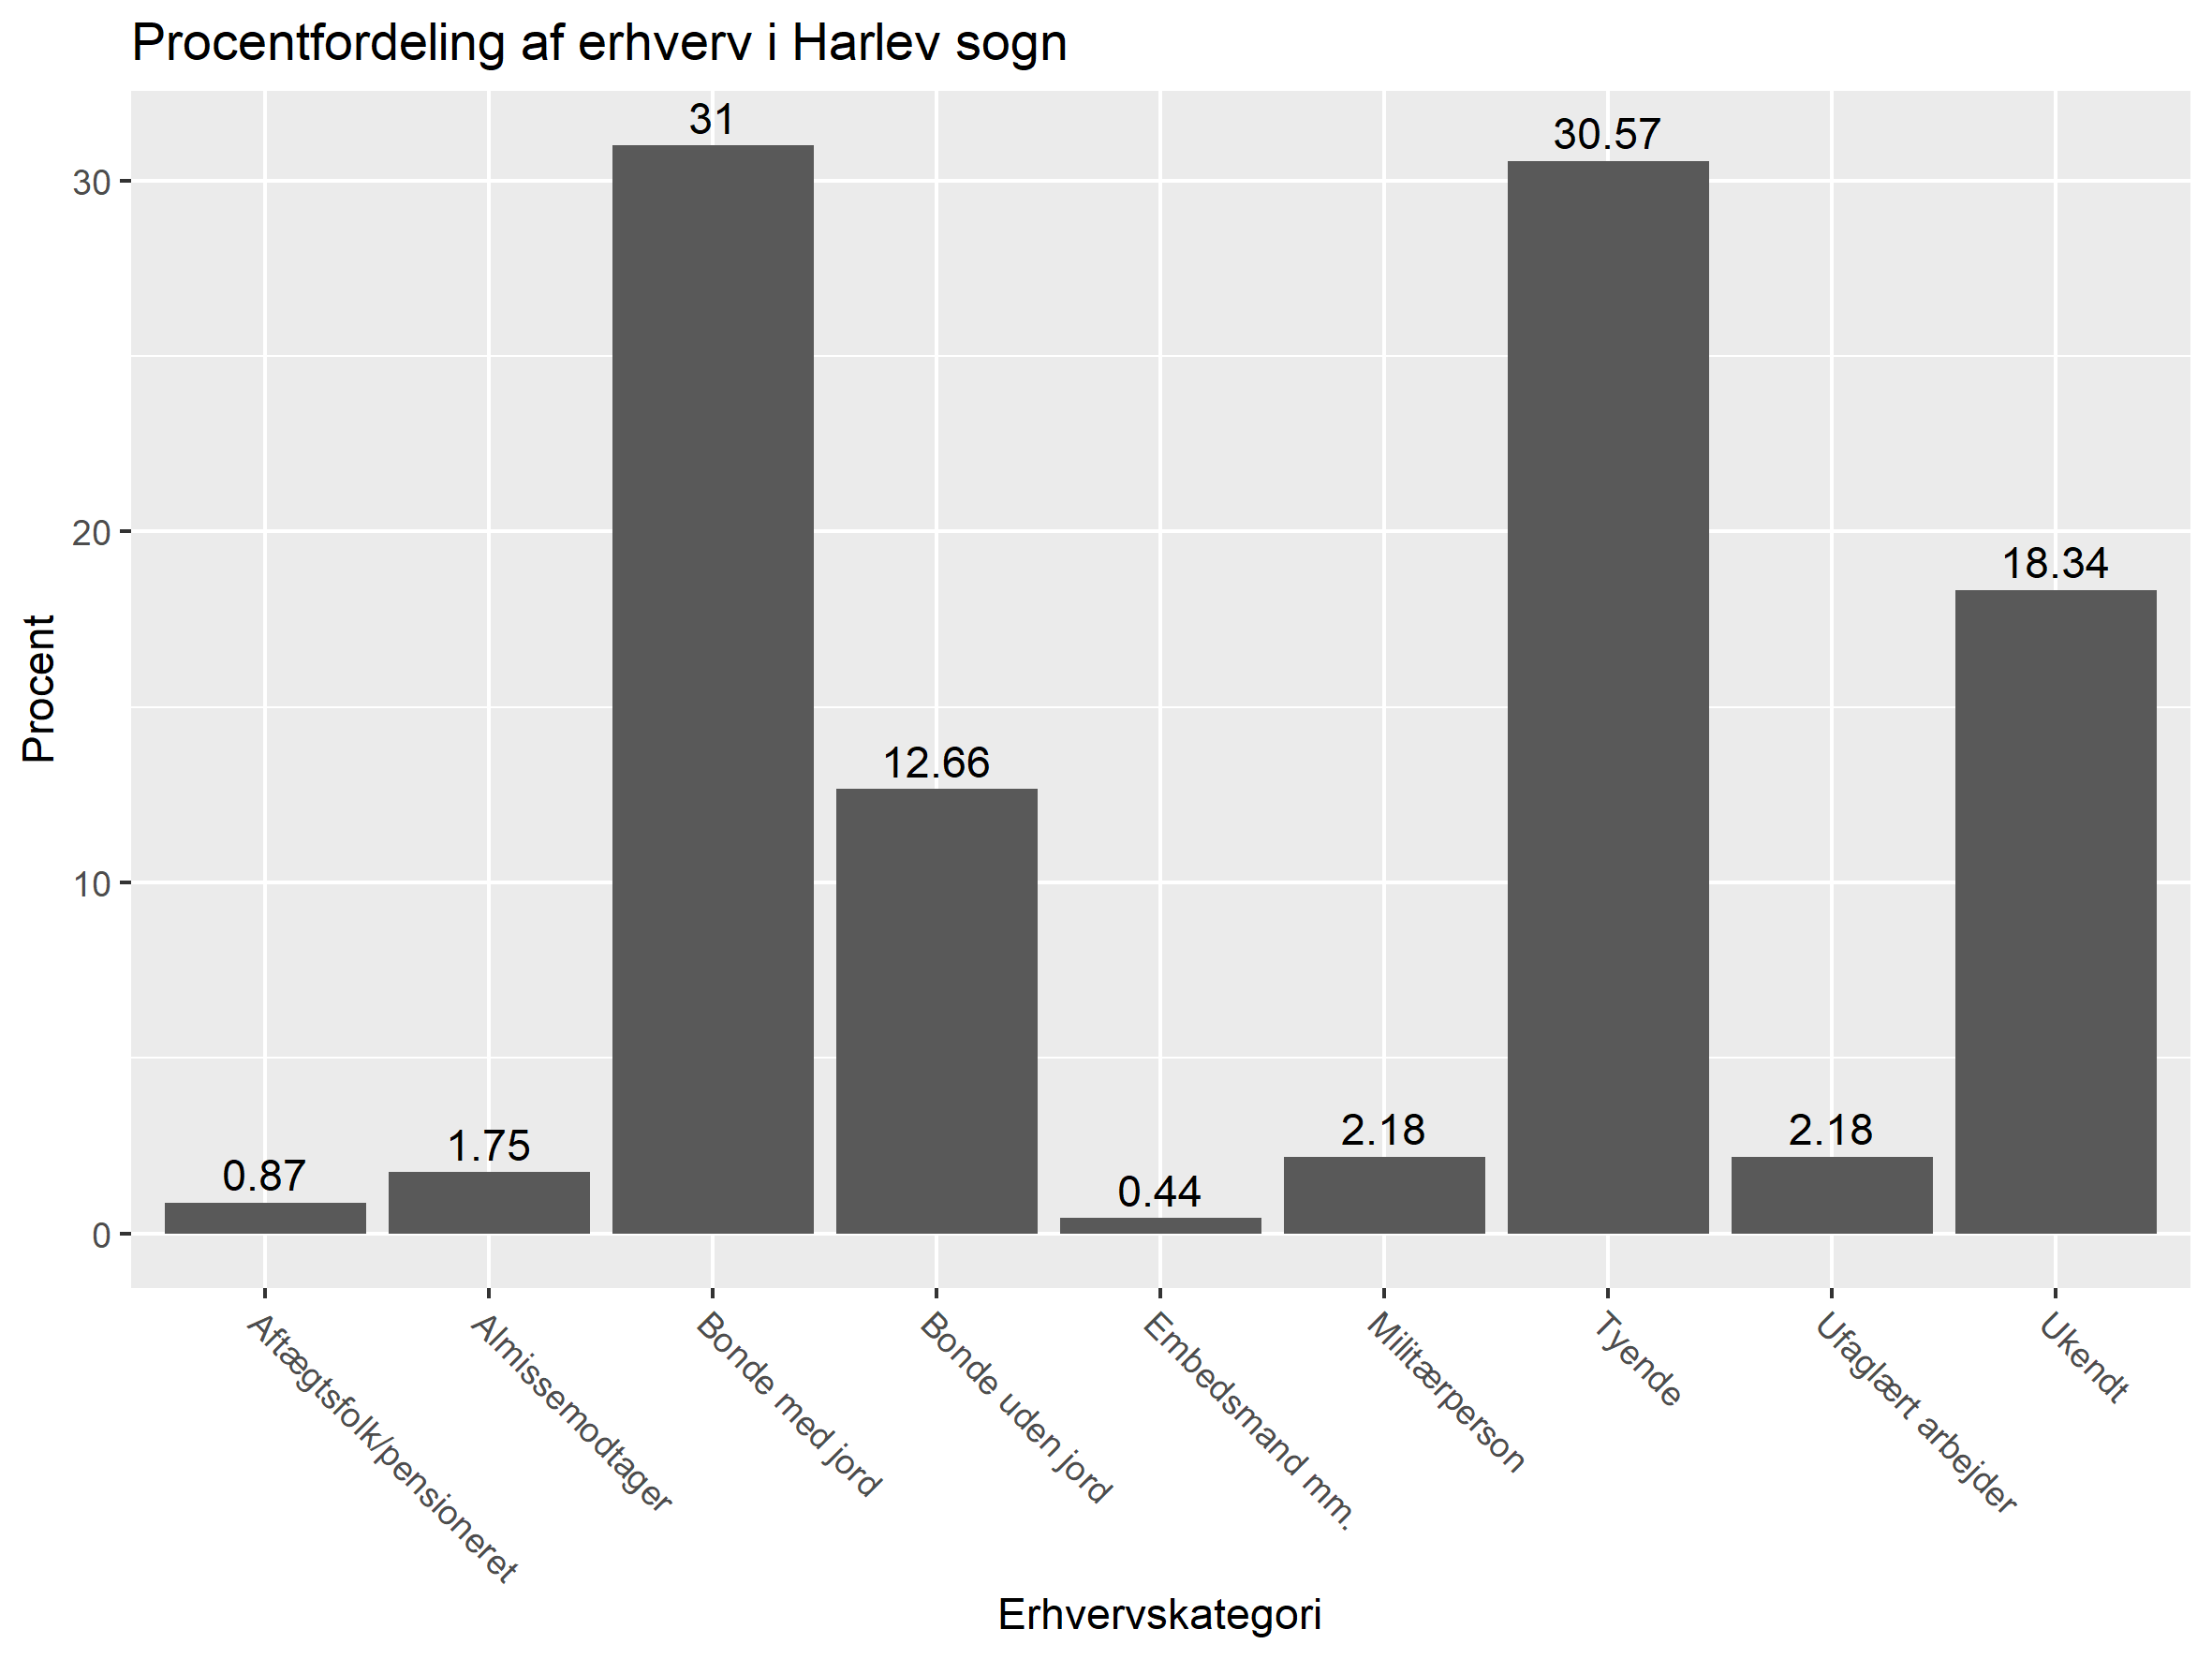 Procentfordeling af erhverv i Harlev sogn
Procent
30
20
10
0
0.87
1.75
31
12.66
0.44
2.18
30.57
2.18
18.34
Aftægtsfolk/pensioneret
Almissemodtager
Bonde med jord
Bonde uden jord
Embedsmand mm.
Militærperson
Tyende
Ufaglært arbejder
Ukendt
Erhvervskategori